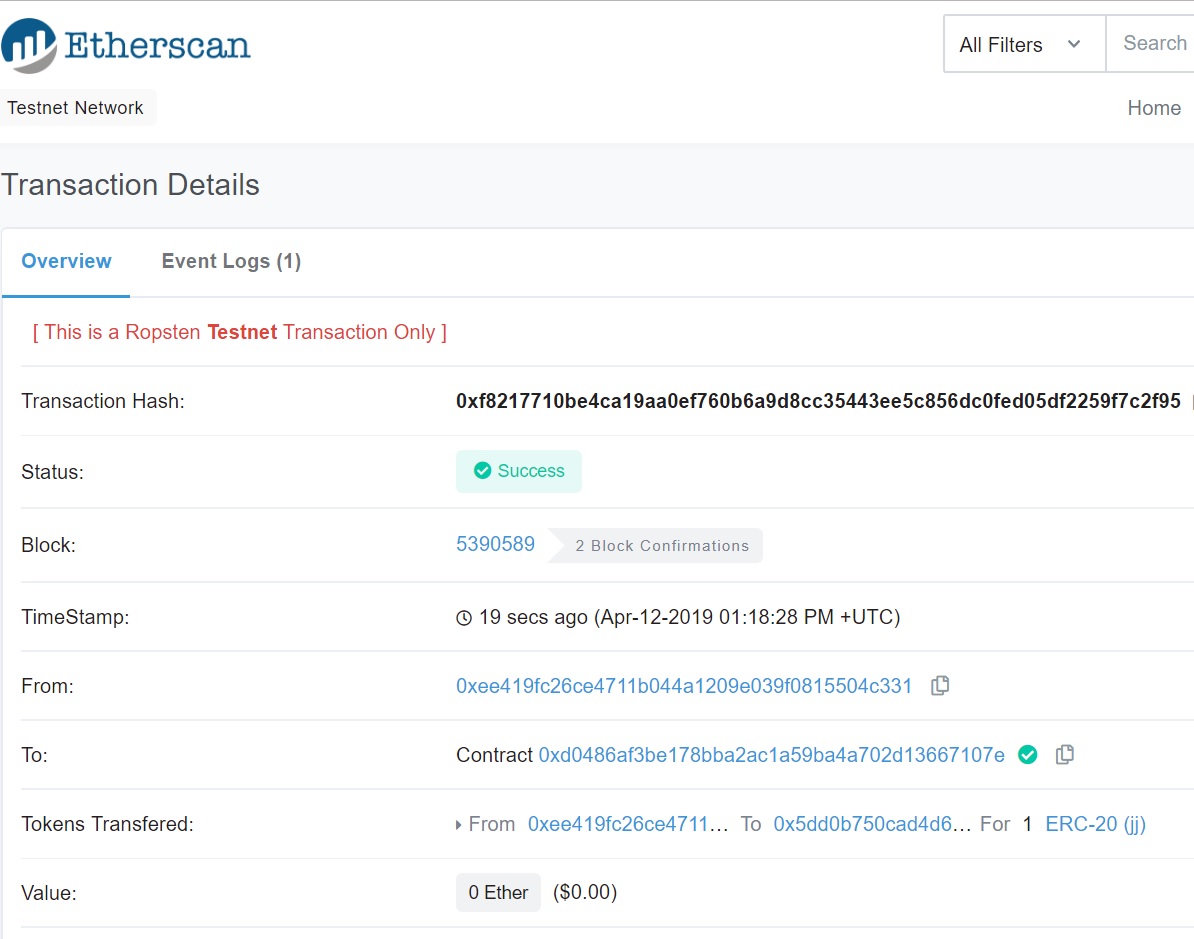 Etherscan
All Filters
Search
Testnet Network
Home
Transaction Details
Overview
Event Logs (1)
[ This is a Ropsten Testnet Transaction Only ]
Transaction Hash:
0xf8217710be4ca19aa0ef760b6a9d8cc35443ee5c856dc0fed05df2259f7c2f95
Status:
Success
Block:
5390589
2 Block Confirmations
TimeStamp:
19 secs ago (Apr-12-2019 01:18:28 PM +UTC)
From:
0xee419fc26ce4711b044a1209e039f0815504c331
To:
Contract 0xd0486af3be178bba2ac1a59ba4a702d13667107e
Tokens Transfered:
From 0xee419fc26ce4711... To 0x5dd0b750cad4d6... For 1 ERC-20 (jj)
Value:
0 Ether ($0.00)